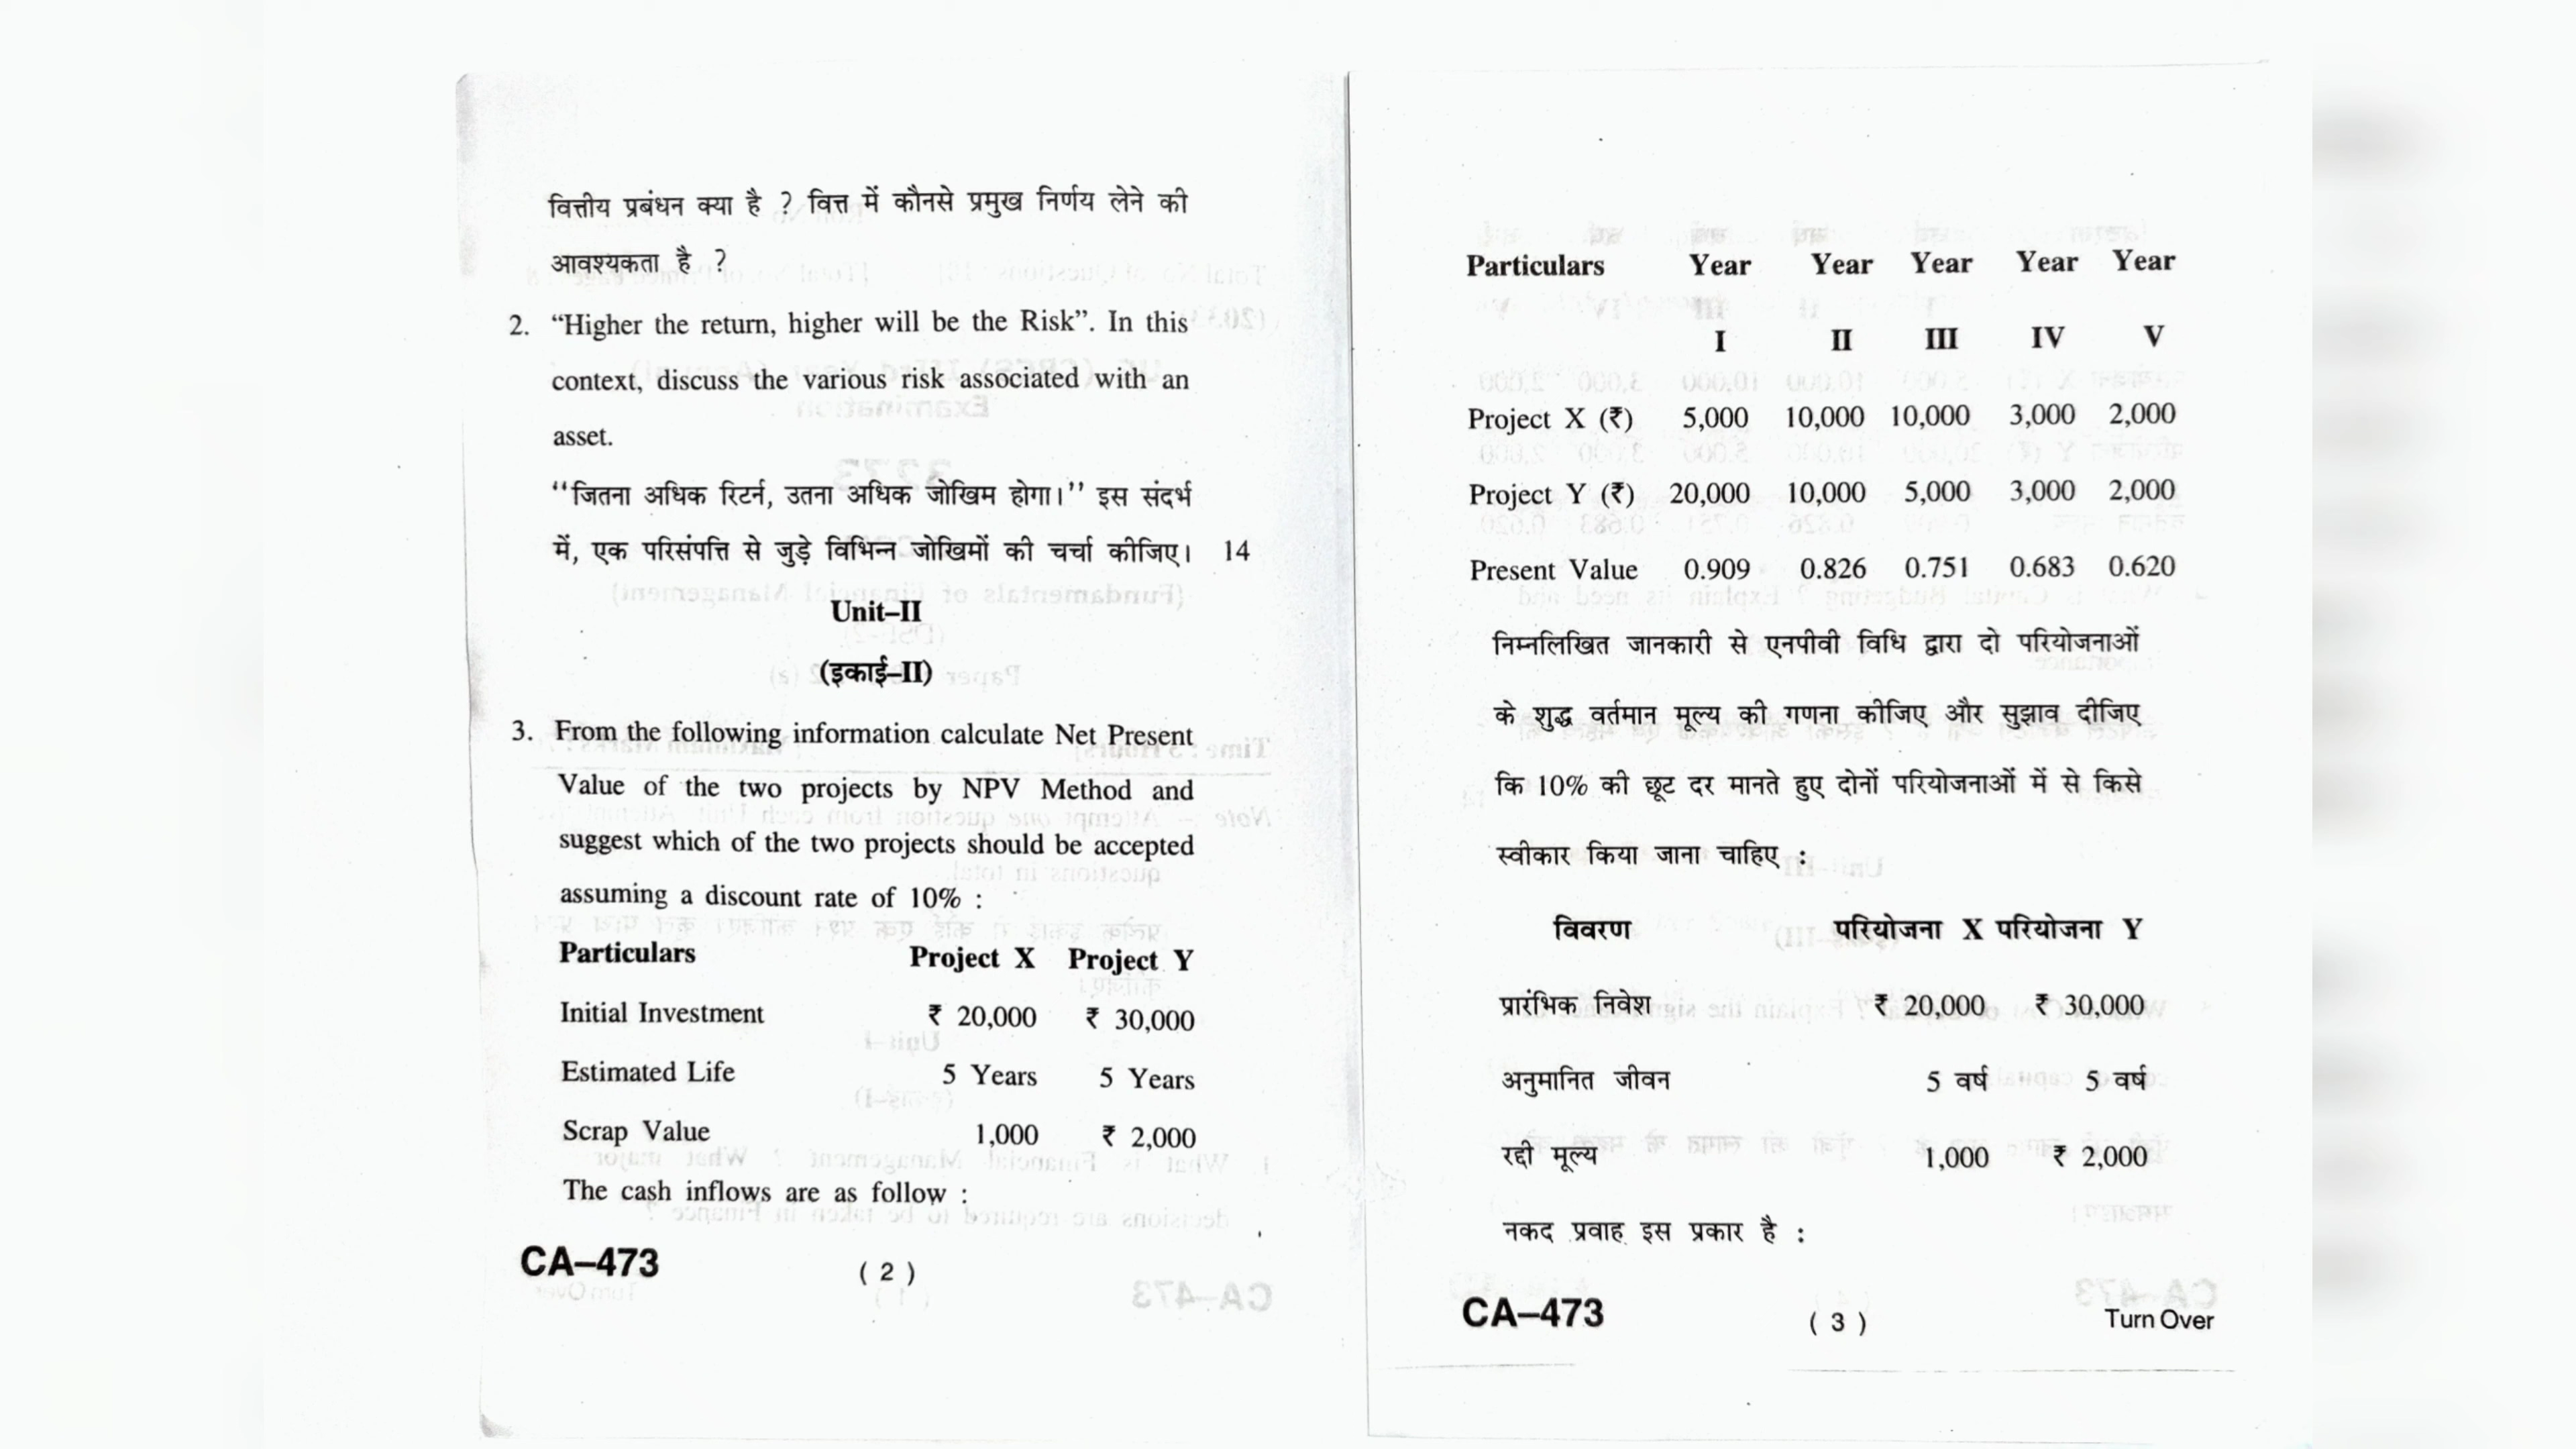 वित्तीय प्रबंधन क्या है ? वित्त में कौनसे प्रमुख निर्णय लेने की
आवश्यकता है ?
2. “Higher the return, higher will be the Risk”. In this
context, discuss the various risk associated with an
asset.
‘‘जितना अधिक रिटर्न, उतना अधिक जोखिम होगा।’’ इस संदर्भ
में, एक परिसंपत्ति से जुड़े विभिन्न जोखिमों की चर्चा कीजिए। 14
Unit–II
(इकाई–II)
3. From the following information calculate Net Present
Value of the two projects by NPV Method and
suggest which of the two projects should be accepted
assuming a discount rate of 10% :
Particulars Project X Project Y
Initial Investment ₹ 20,000 ₹ 30,000
Estimated Life 5 Years 5 Years
Scrap Value 1,000 ₹ 2,000
The cash inflows are as follow :
CA–473 ( 2 )
Particulars Year Year Year Year Year
I II III IV V
Project X (₹) 5,000 10,000 10,000 3,000 2,000
Project Y (₹) 20,000 10,000 5,000 3,000 2,000
Present Value 0.909 0.826 0.751 0.683 0.620
निम्नलिखित जानकारी से एनपीवी विधि द्वारा दो परियोजनाओं
के शुद्ध वर्तमान मूल्य की गणना कीजिए और सुझाव दीजिए
कि 10% की छूट दर मानते हुए दोनों परियोजनाओं में से किसे
स्वीकार किया जाना चाहिए :
विवरण परियोजना X परियोजना Y
प्रारंभिक निवेश ₹ 20,000 ₹ 30,000
अनुमानित जीवन 5 वर्ष 5 वर्ष
रद्दी मूल्य 1,000 ₹ 2,000
नकद प्रवाह इस प्रकार है :
CA–473 ( 3 ) Turn Over